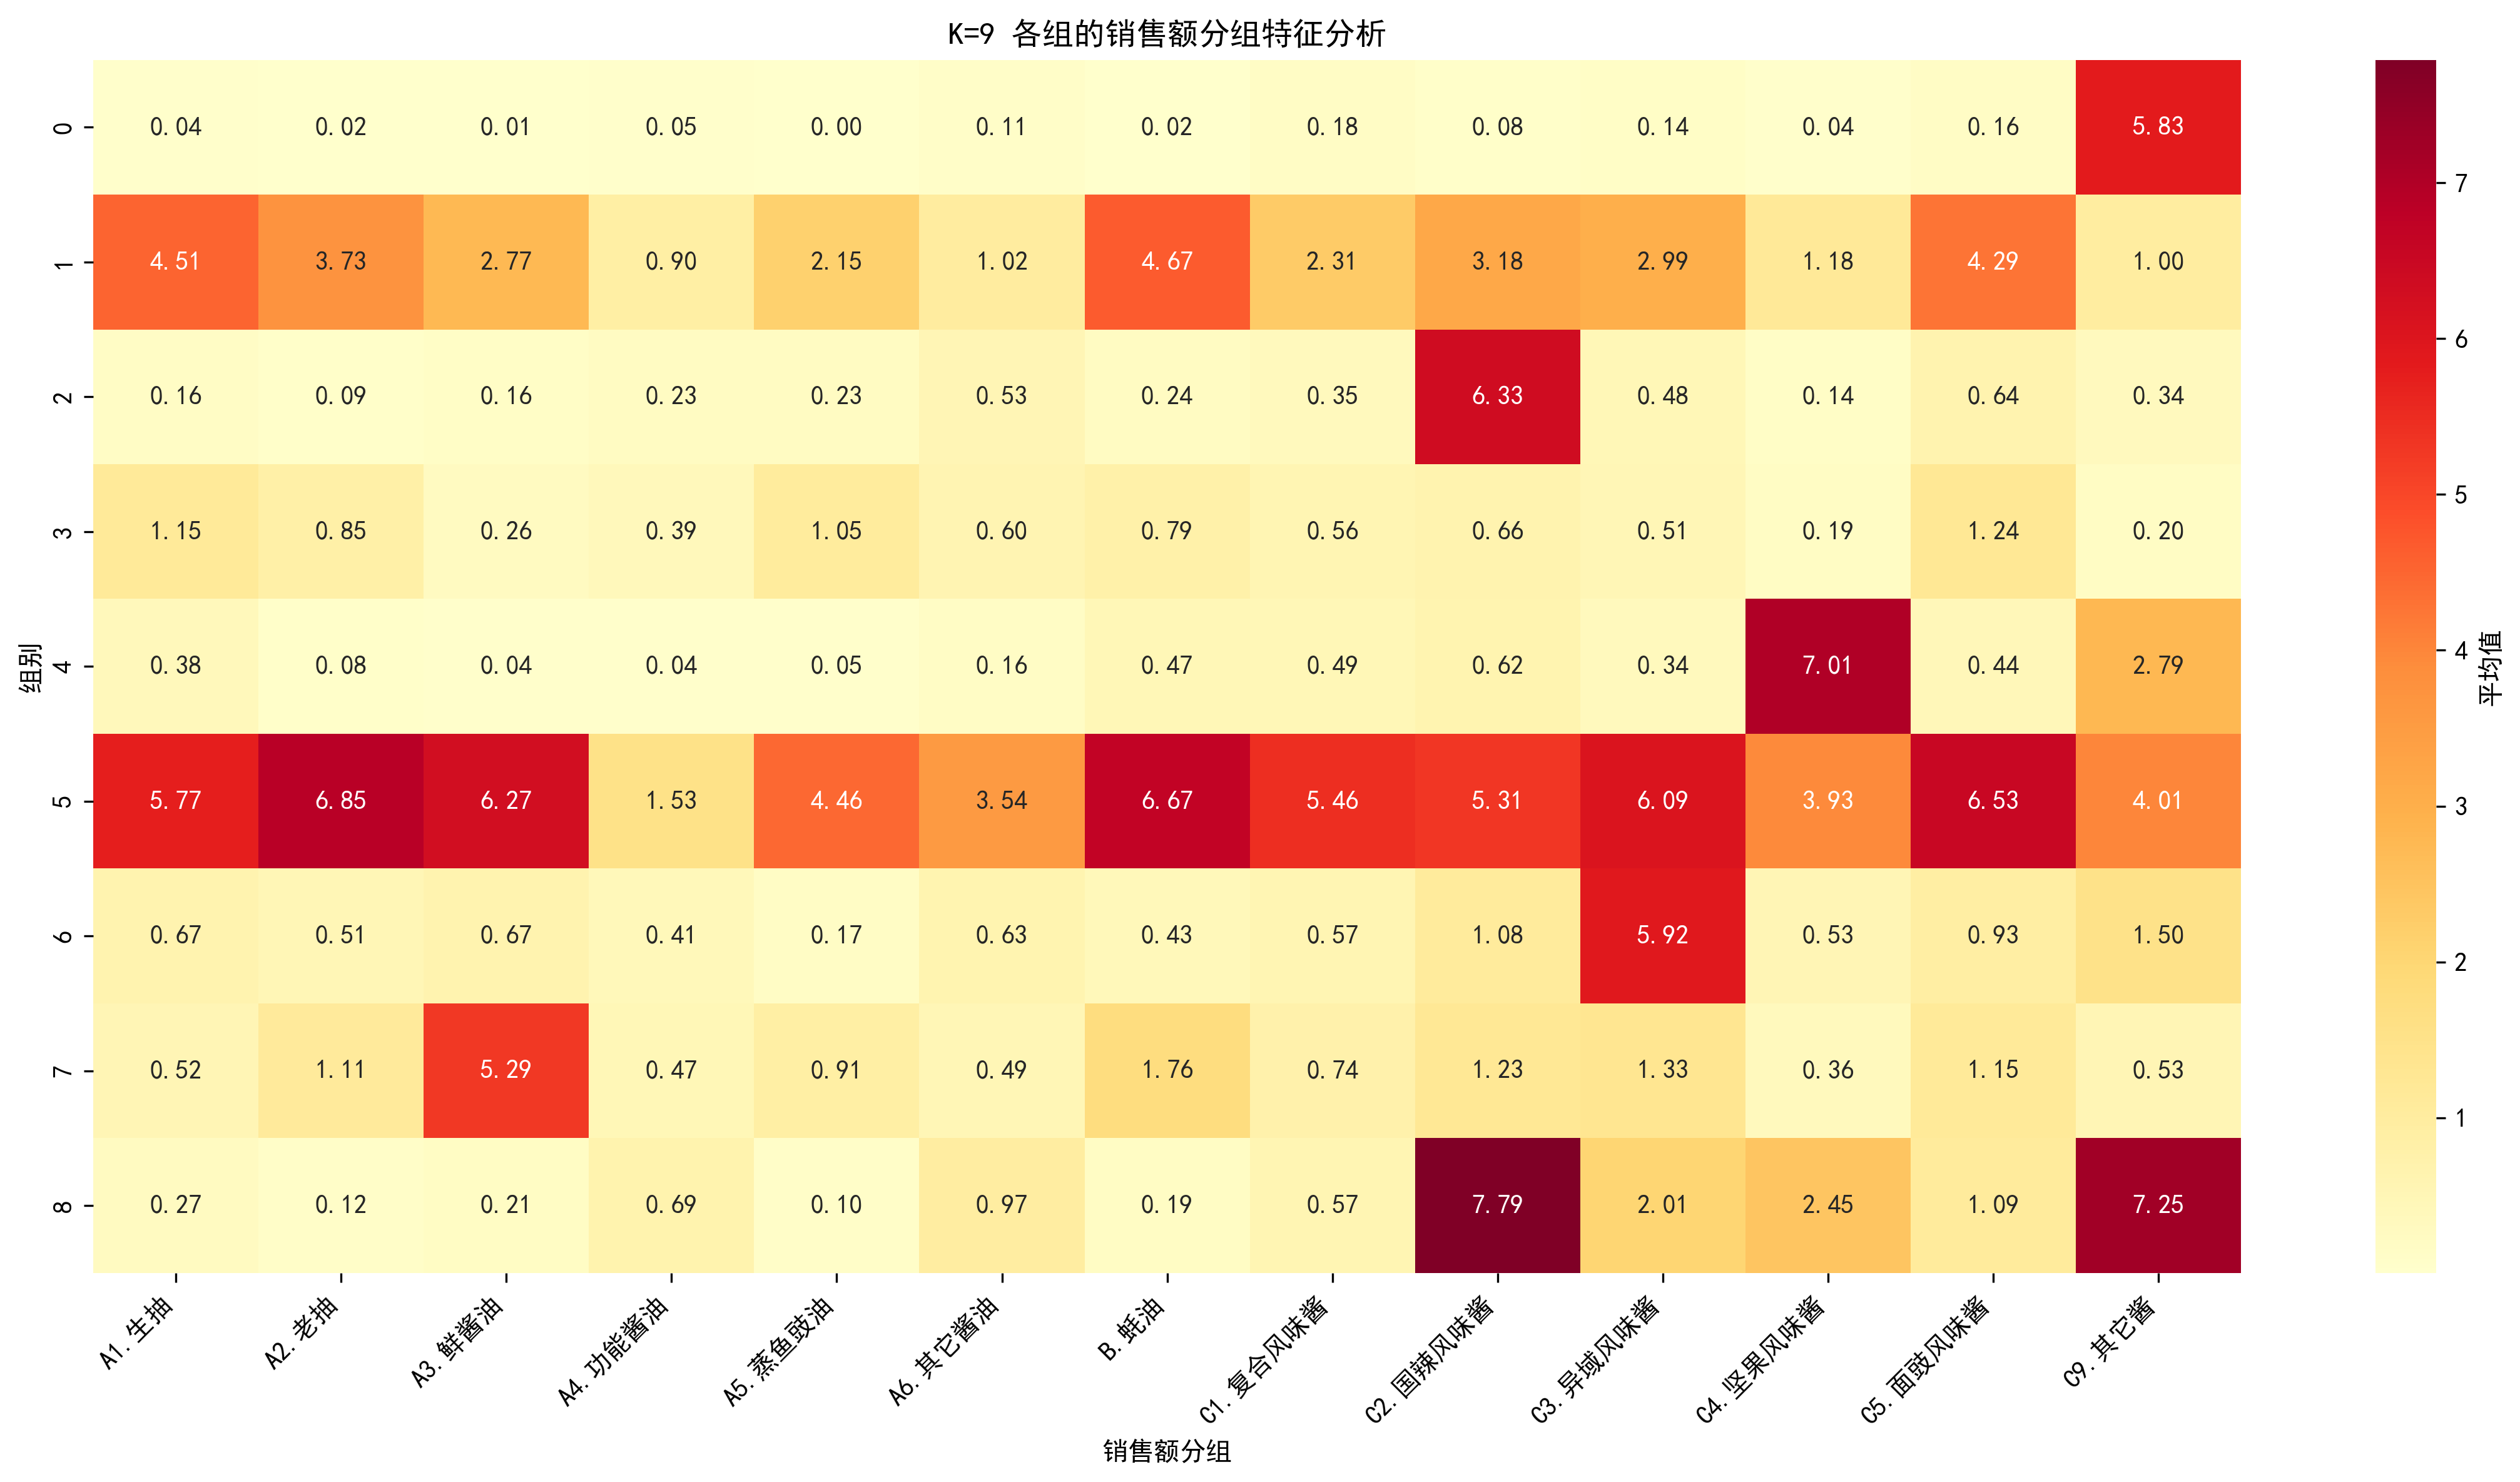 K=9 各组的销售额分组特征分析
0 0.04 0.02 0.01 0.05 0.00 0.11 0.02 0.18 0.08 0.14 0.04 0.16 5.83
1 4.51 3.73 2.77 0.90 2.15 1.02 4.67 2.31 3.18 2.99 1.18 4.29 1.00
2 0.16 0.09 0.16 0.23 0.23 0.53 0.24 0.35 6.33 0.48 0.14 0.64 0.34
3 1.15 0.85 0.26 0.39 1.05 0.60 0.79 0.56 0.66 0.51 0.19 1.24 0.20
4 0.38 0.08 0.04 0.04 0.05 0.16 0.47 0.49 0.62 0.34 7.01 0.44 2.79
5 5.77 6.85 6.27 1.53 4.46 3.54 6.67 5.46 5.31 6.09 3.93 6.53 4.01
6 0.67 0.51 0.67 0.41 0.17 0.63 0.43 0.57 1.08 5.92 0.53 0.93 1.50
7 0.52 1.11 5.29 0.47 0.91 0.49 1.76 0.74 1.23 1.33 0.36 1.15 0.53
8 0.27 0.12 0.21 0.69 0.10 0.97 0.19 0.57 7.79 2.01 2.45 1.09 7.25
组别
A1.生抽
A2.老抽
A3.鲜酱油
A4.功能酱油
A5.蒸鱼豉油
A6.其它酱油
B.蚝油
C1.复合风味酱
C2.国辣风味酱
C3.异域风味酱
C4.坚果风味酱
C5.面豉风味酱
C9.其它酱
销售额分组
7
6
5
4
3
2
1
平均值